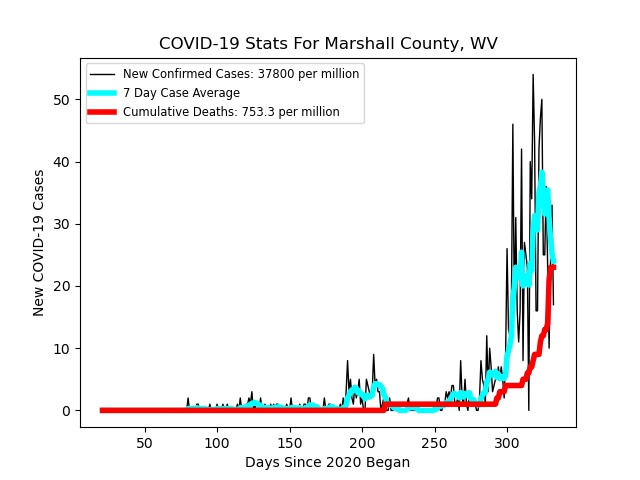 COVID-19 Stats For Marshall County, WV
New Confirmed Cases: 37800 per million
7 Day Case Average
Cumulative Deaths: 753.3 per million
New COVID-19 Cases
50
40
30
20
10
0
50 100 150 200 250 300
Days Since 2020 Began